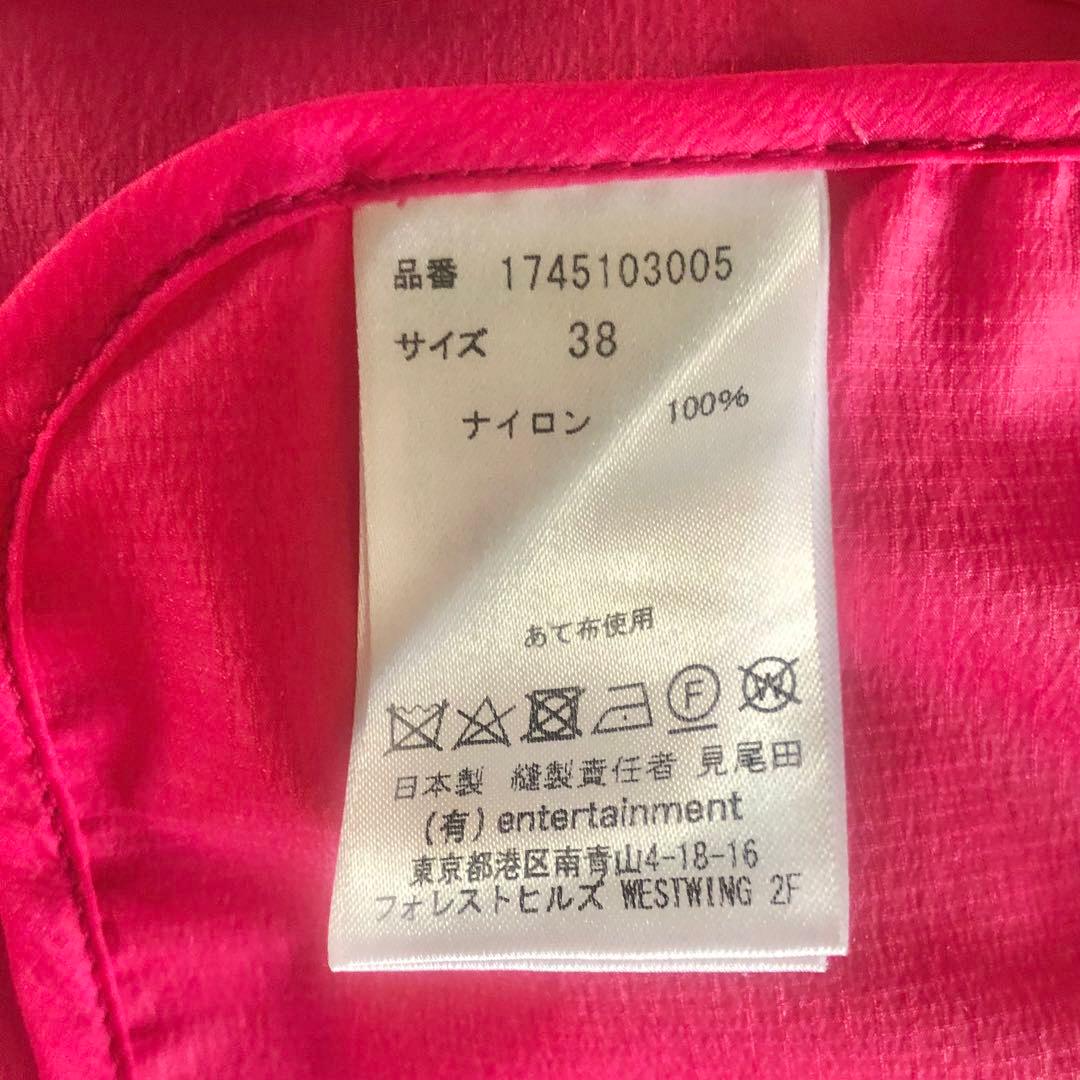 品番 1745103005
サイズ 38
ナイロン 100%
あて布使用
F W
日本製 縫製責任者 見尾田
(有) entertainment
東京都港区南青山4-18-16
フォレストヒルズ WESTWING 2F